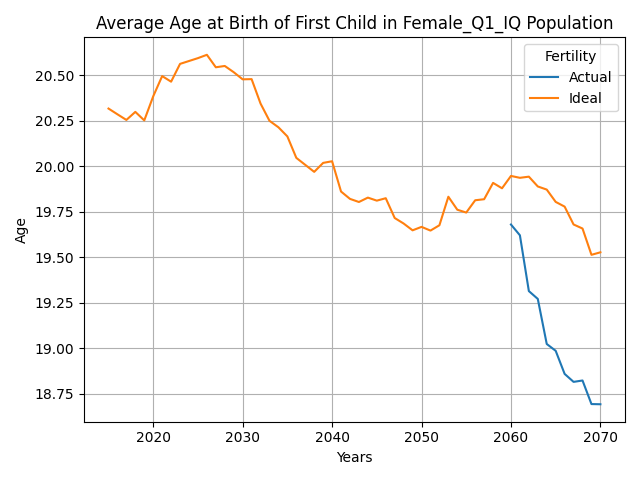 Average Age at Birth of First Child in Female_Q1_IQ Population
Fertility
Actual
Ideal
Age
20.50
20.25
20.00
19.75
19.50
19.25
19.00
18.75
2020
2030
2040
2050
2060
2070
Years